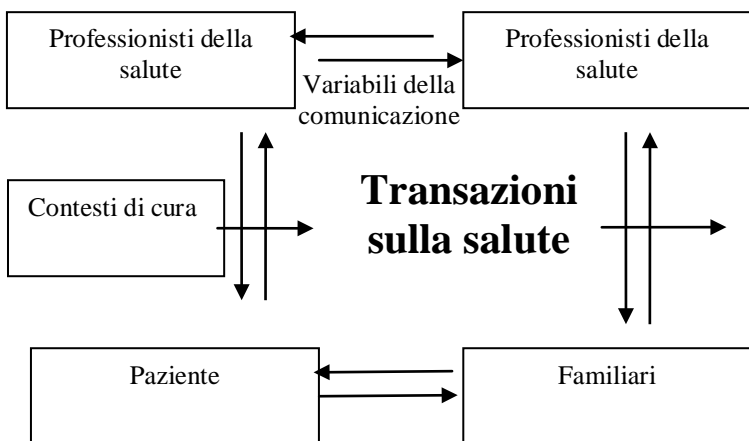 Professionisti della
salute
Professionisti della
salute
Variabili della
comunicazione
Contesti di cura
Transazioni
sulla salute
Paziente
Familiari